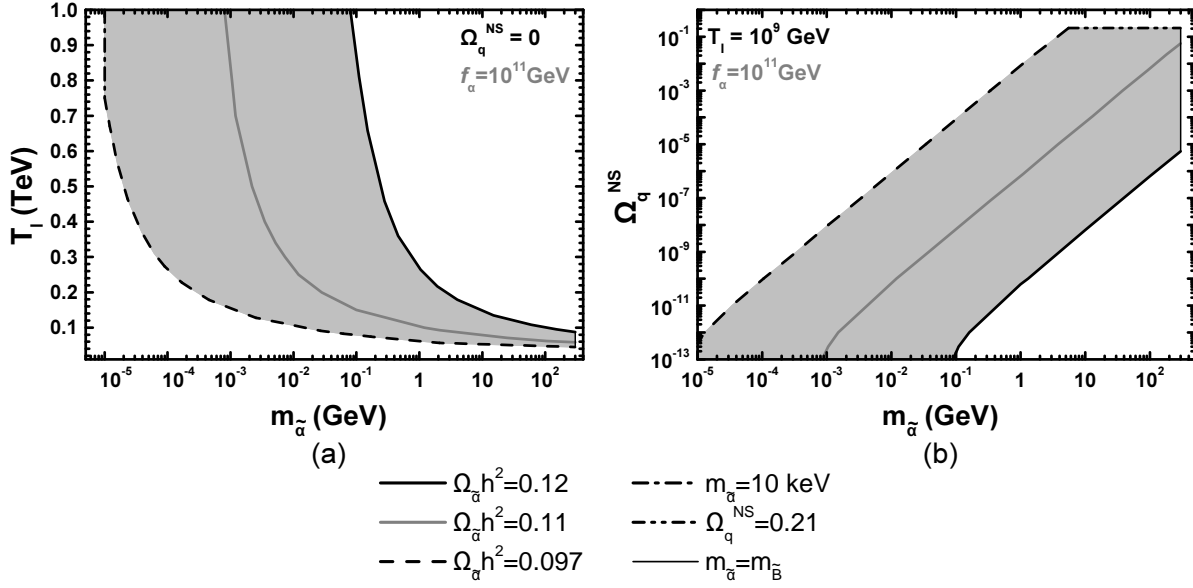 1.0
0.9
0.8
0.7
0.6
0.5
0.4
0.3
0.2
0.1
T_I (TeV)
Ω_q^NS = 0
f_α=10^11GeV
10^-5 10^-4 10^-3 10^-2 10^-1 1 10 10^2
m_α̃ (GeV)
(a)
10^-1
10^-3
10^-5
10^-7
10^-9
10^-11
10^-13
Ω_q^NS
T_I = 10^9 GeV
f_α=10^11GeV
10^-5 10^-4 10^-3 10^-2 10^-1 1 10 10^2
m_α̃ (GeV)
(b)
Ω_α̃h^2=0.12
Ω_α̃h^2=0.11
Ω_α̃h^2=0.097
m_α̃=10 keV
Ω_q^NS=0.21
m_α̃=m_B̃